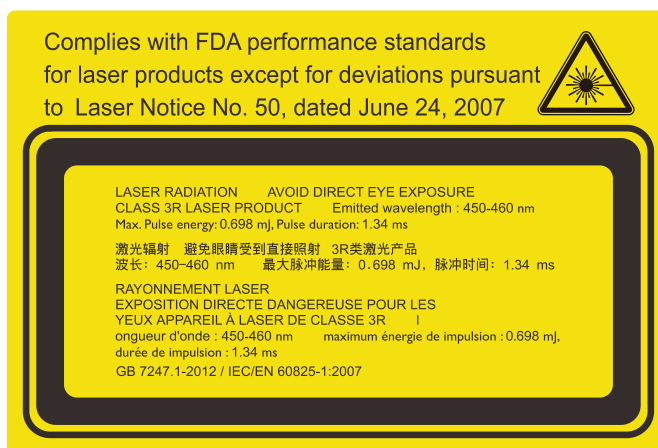 Complies with FDA performance standards
for laser products except for deviations pursuant
to Laser Notice No. 50, dated June 24, 2007
LASER RADIATION AVOID DIRECT EYE EXPOSURE
CLASS 3R LASER PRODUCT Emitted wavelength : 450-460 nm
Max. Pulse energy: 0.698 mJ, Pulse duration: 1.34 ms
激光辐射 避免眼睛受到直接照射 3R类激光产品
波长: 450-460 nm 最大脉冲能量: 0.698 mJ, 脉冲时间: 1.34 ms
RAYONNEMENT LASER
EXPOSITION DIRECTE DANGEREUSE POUR LES
YEUX APPAREIL À LASER DE CLASSE 3R l
ongueur d'onde : 450-460 nm maximum énergie de impulsion : 0.698 mJ,
durée de impulsion : 1.34 ms
GB 7247.1-2012 / IEC/EN 60825-1:2007